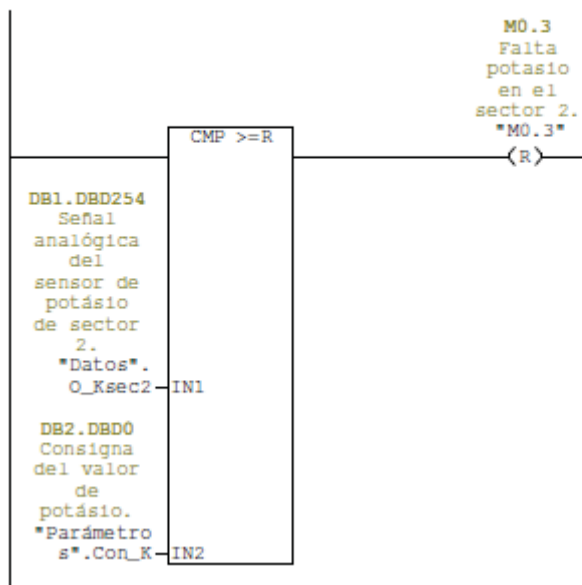 M0.3
Falta
potasio
en el
sector 2.
"M0.3"
CMP >=R
(R)
DB1.DBD254
Señal
analógica
del
sensor de
potásio
de sector
2.
"Datos".
O_Ksec2
IN1
DB2.DBD0
Consigna
del valor
de
potásio.
"Parámetro
s".Con_K
IN2